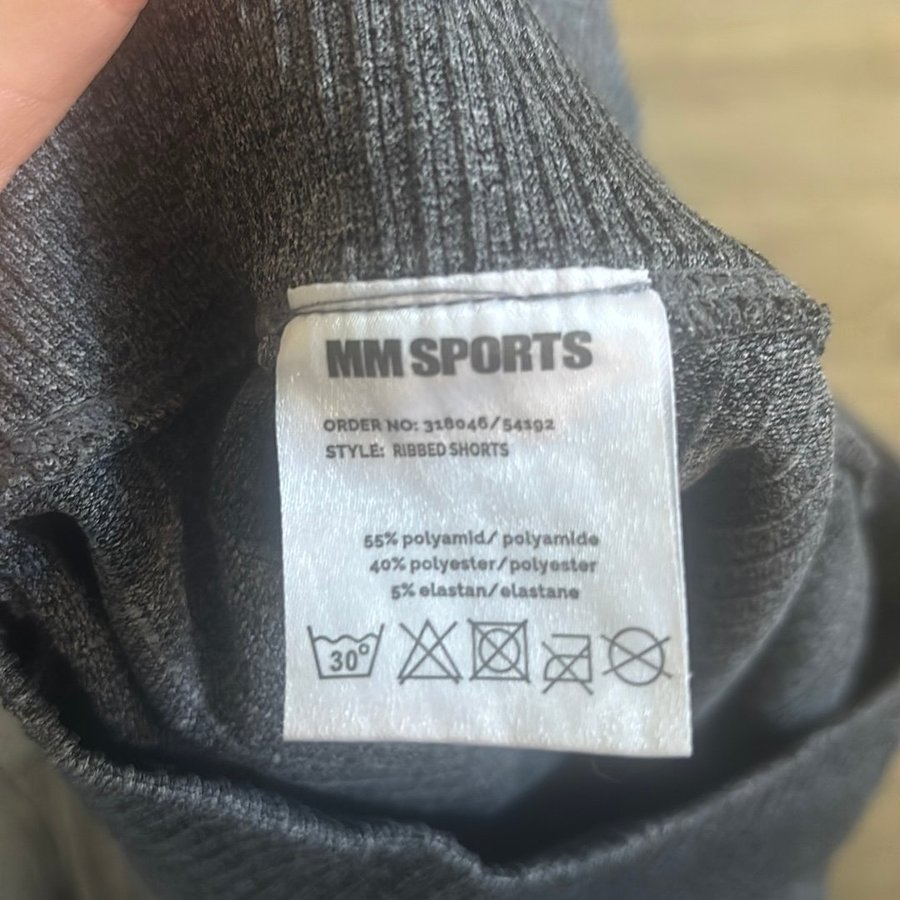 MM SPORTS
ORDER NO: 318046/54192
STYLE: RIBBED SHORTS
55% polyamid/ polyamide
40% polyester/polyester
5% elastan/elastane
30°